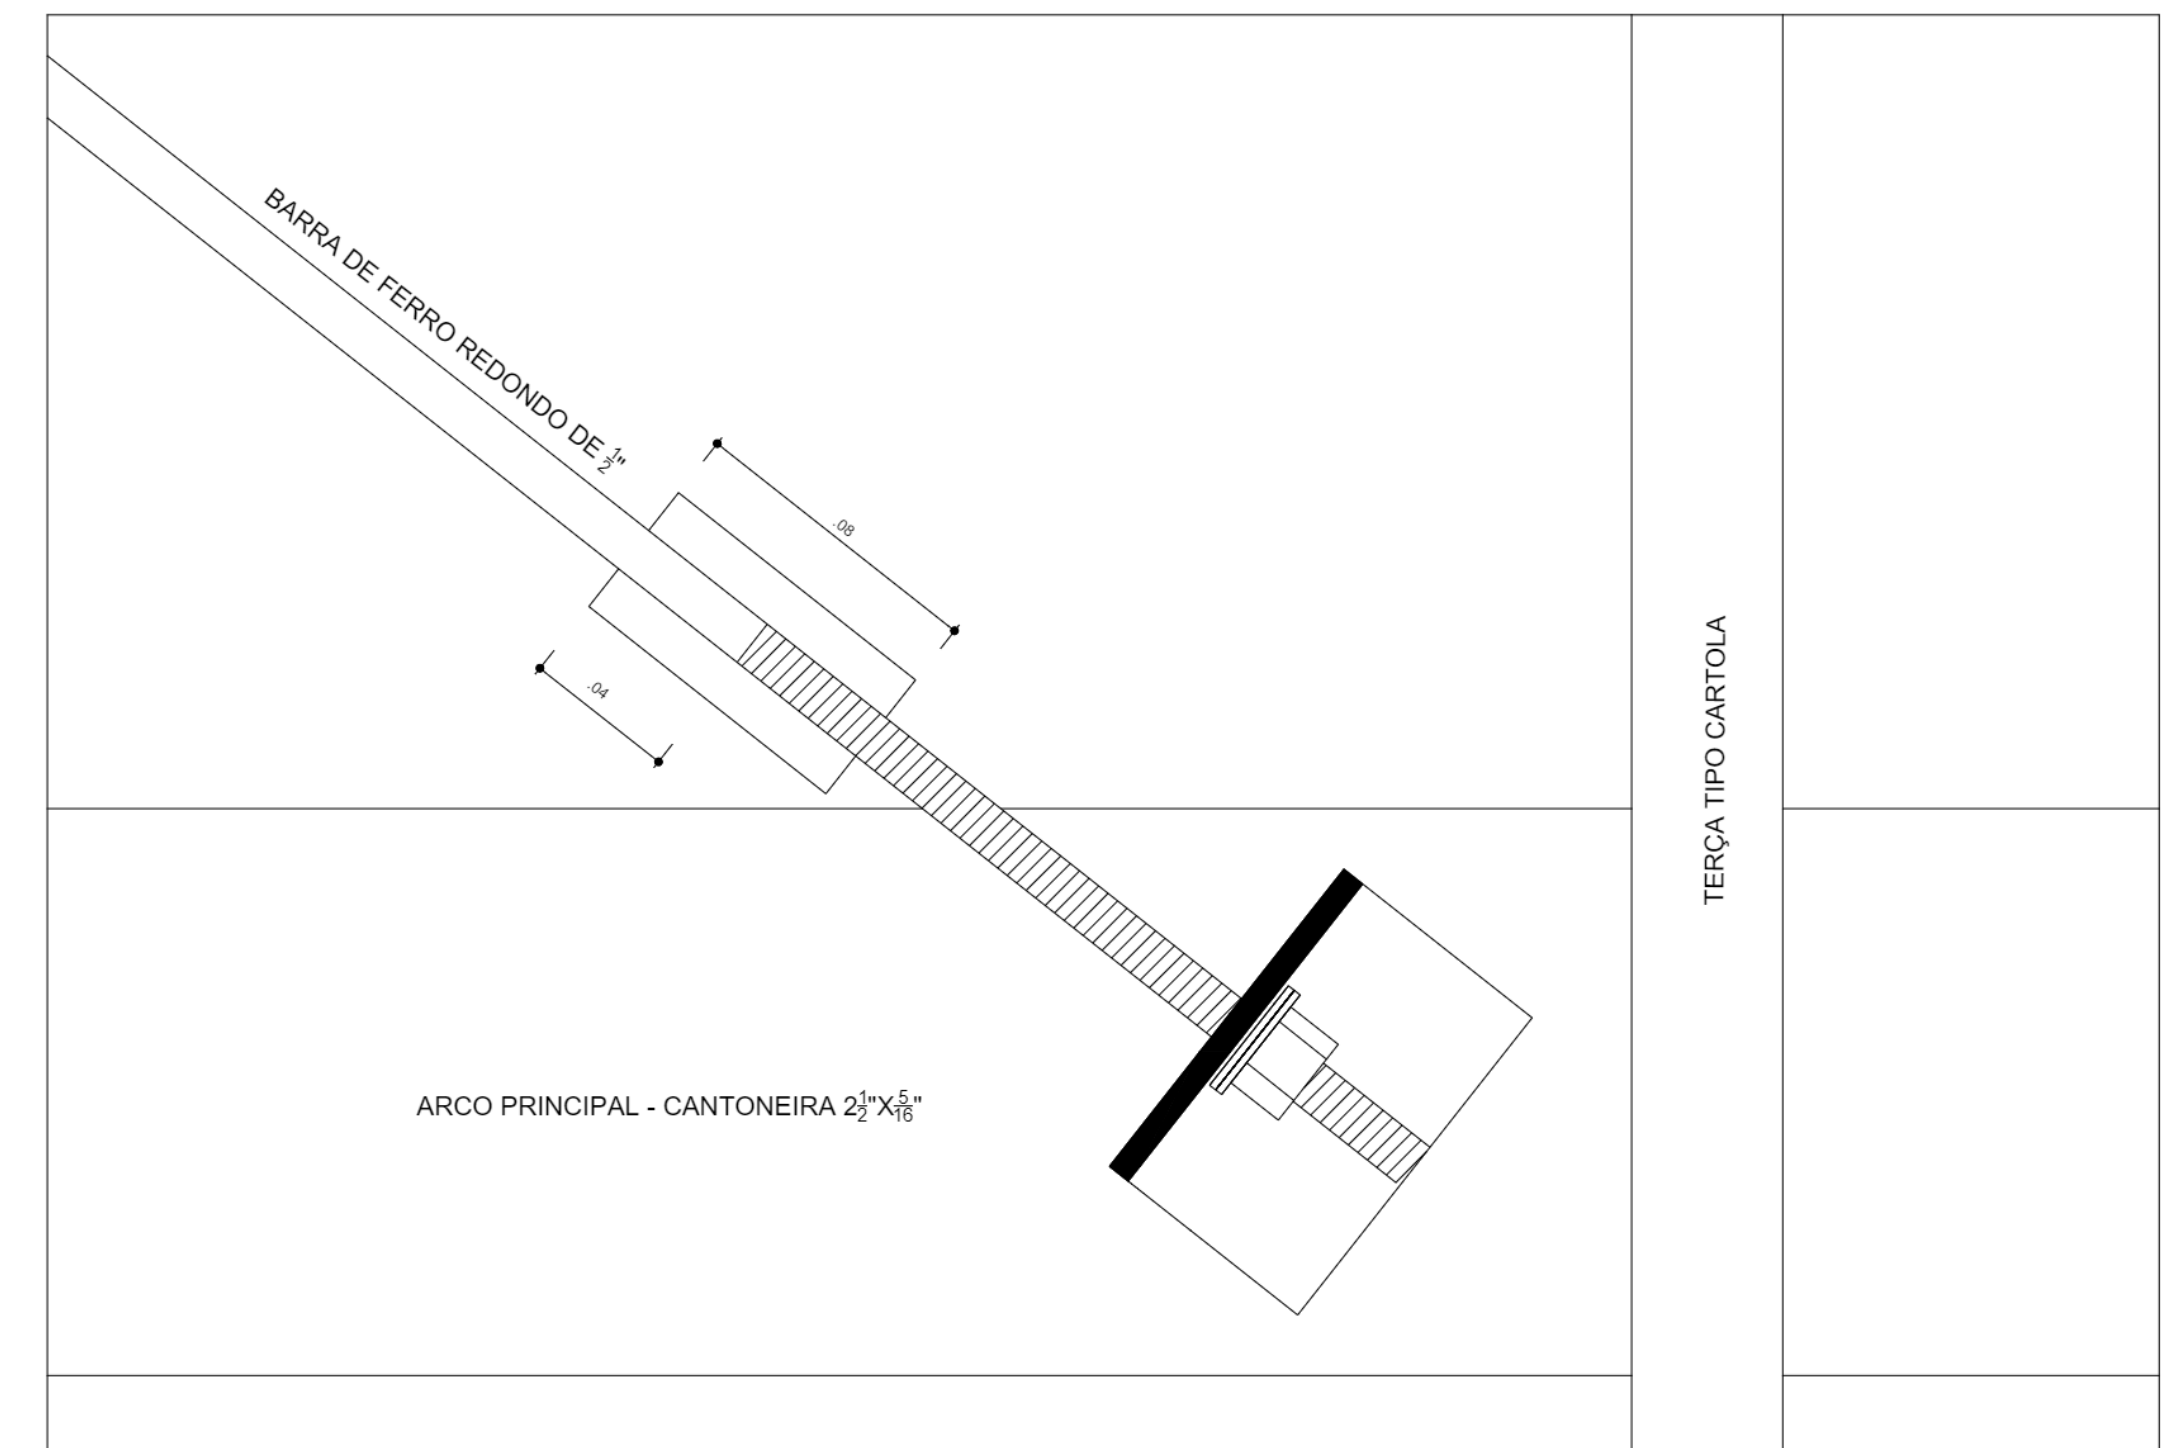 BARRA DE FERRO REDONDO DE 1/2"
.08
.04
TERÇA TIPO CARTOLA
ARCO PRINCIPAL - CANTONEIRA 2 1/2"X 5/16"